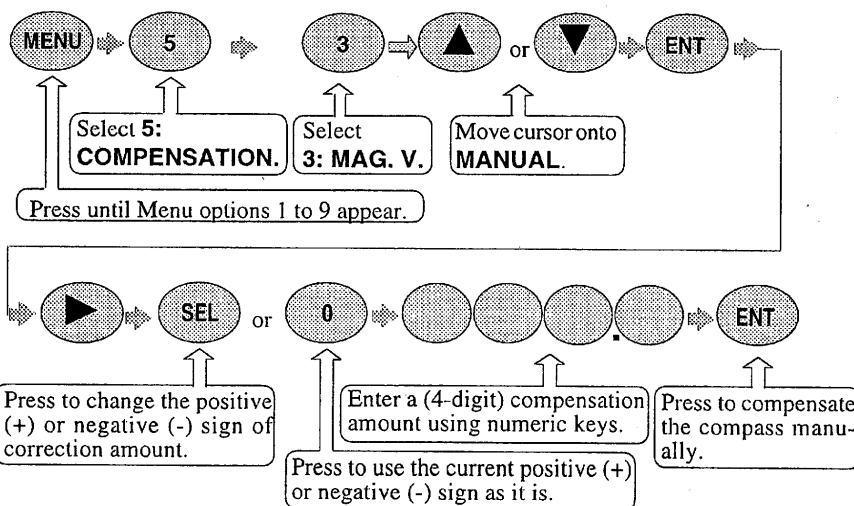 MENU 5 3 or ENT
Select 5:
COMPENSATION.
Select
3: MAG. V.
Move cursor onto
MANUAL.
Press until Menu options 1 to 9 appear.
SEL or 0 . ENT
Press to change the positive
(+) or negative (-) sign of
correction amount.
Enter a (4-digit) compensation
amount using numeric keys.
Press to compensate
the compass manu-
ally.
Press to use the current positive (+)
or negative (-) sign as it is.